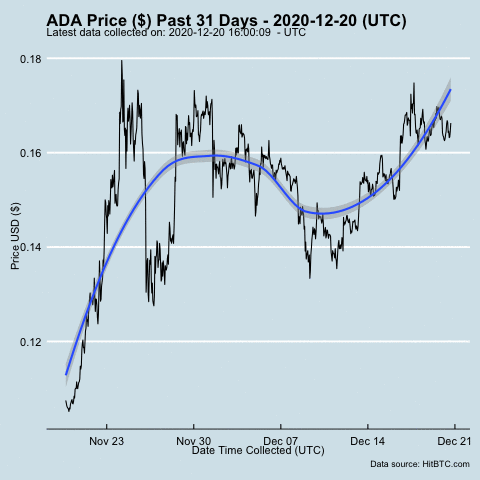 ADA Price ($) Past 31 Days - 2020-12-20 (UTC)
Latest data collected on: 2020-12-20 16:00:09  - UTC
0.18
0.16
0.14
0.12
Price USD ($)
Nov 23
Nov 30
Dec 07
Dec 14
Dec 21
Date Time Collected (UTC)
Data source: HitBTC.com